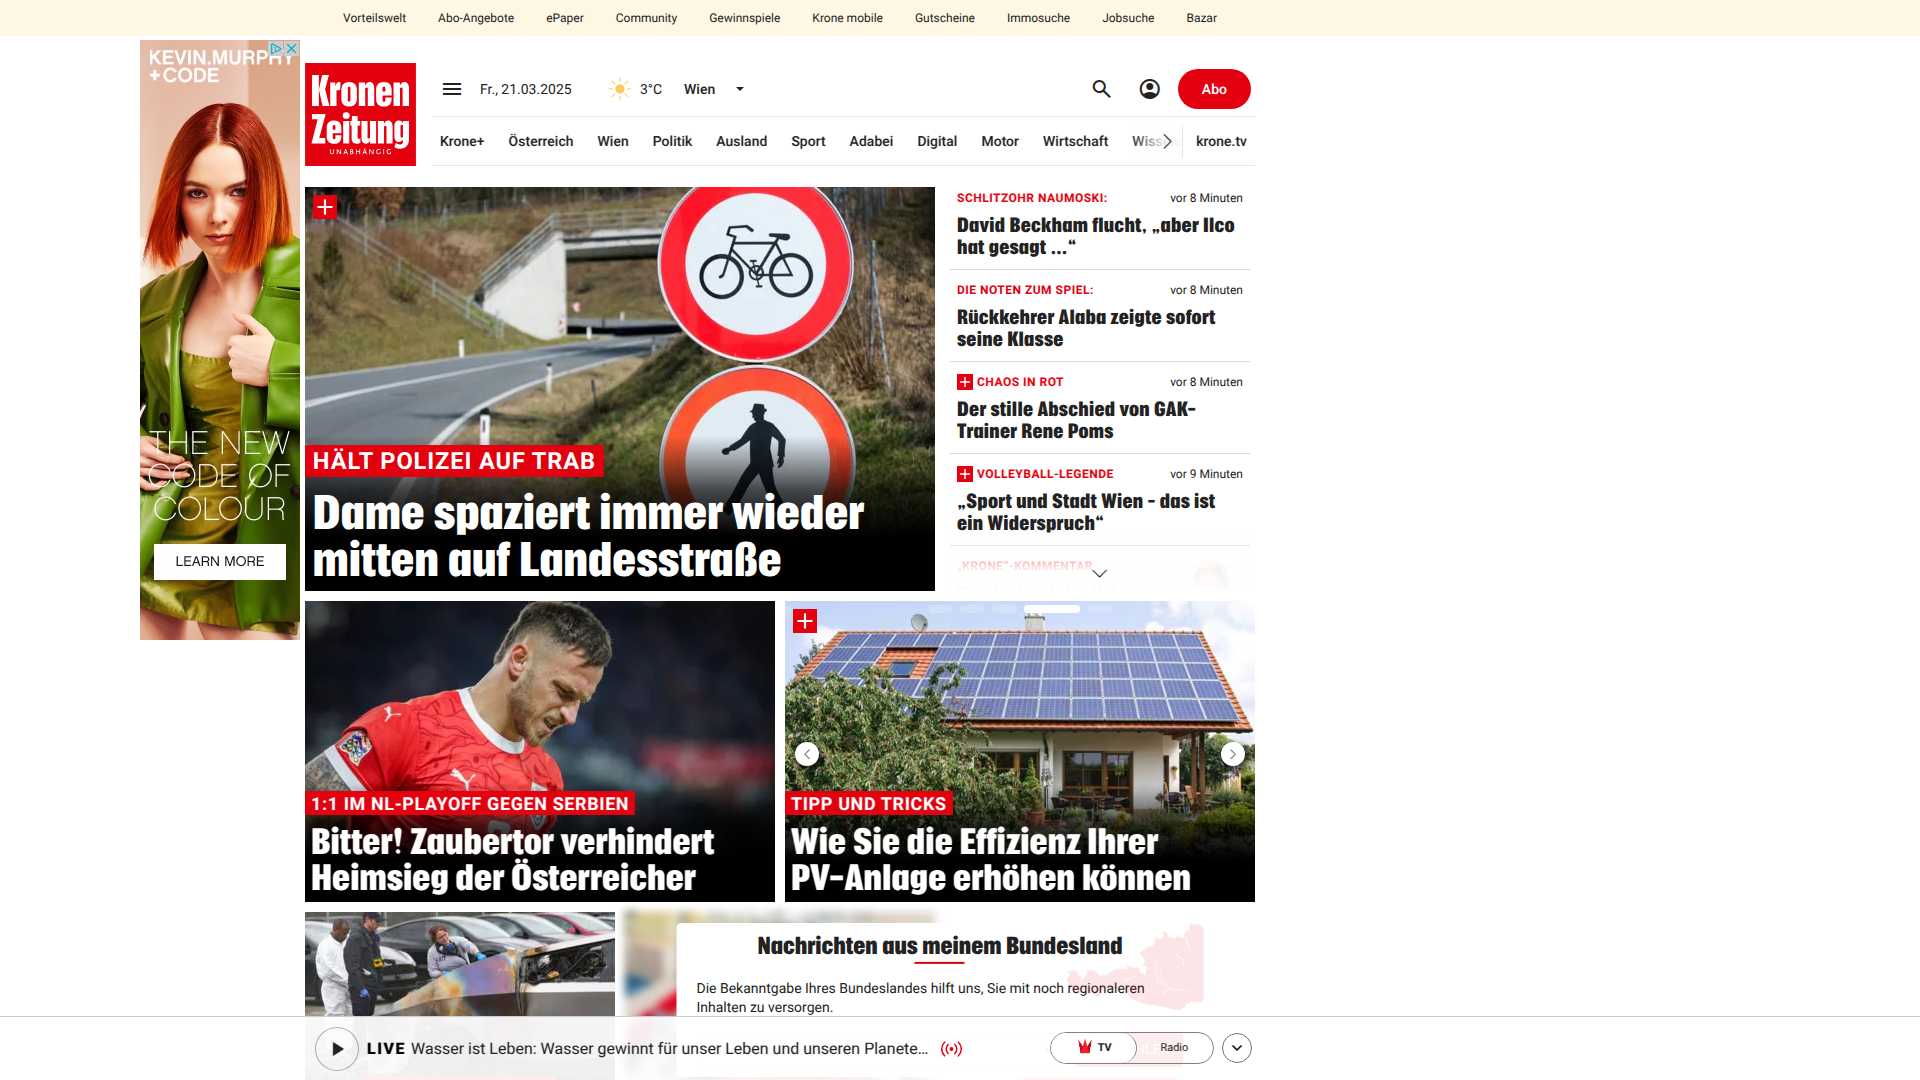 Vorteilswelt Abo-Angebote ePaper Community Gewinnspiele Krone mobile Gutscheine Immosuche Jobsuche Bazar
KEVIN.MURPHY
+CODE
THE NEW
CODE OF
COLOUR
LEARN MORE
Kronen
Zeitung
UNABHÄNGIG
Fr., 21.03.2025 3°C Wien
Abo
Krone+ Österreich Wien Politik Ausland Sport Adabei Digital Motor Wirtschaft Wiss krone.tv
HÄLT POLIZEI AUF TRAB
Dame spaziert immer wieder
mitten auf Landesstraße
SCHLITZOHR NAUMOSKI: vor 8 Minuten
David Beckham flucht, „aber Ilco
hat gesagt ...“
DIE NOTEN ZUM SPIEL: vor 8 Minuten
Rückkehrer Alaba zeigte sofort
seine Klasse
CHAOS IN ROT vor 8 Minuten
Der stille Abschied von GAK-
Trainer Rene Poms
VOLLEYBALL-LEGENDE vor 9 Minuten
„Sport und Stadt Wien - das ist
ein Widerspruch“
„KRONE“-KOMMENTAR
1:1 IM NL-PLAYOFF GEGEN SERBIEN
Bitter! Zaubertor verhindert
Heimsieg der Österreicher
TIPP UND TRICKS
Wie Sie die Effizienz Ihrer
PV-Anlage erhöhen können
Nachrichten aus meinem Bundesland
Die Bekanntgabe Ihres Bundeslandes hilft uns, Sie mit noch regionaleren
Inhalten zu versorgen.
LIVE Wasser ist Leben: Wasser gewinnt für unser Leben und unseren Planete...
TV Radio